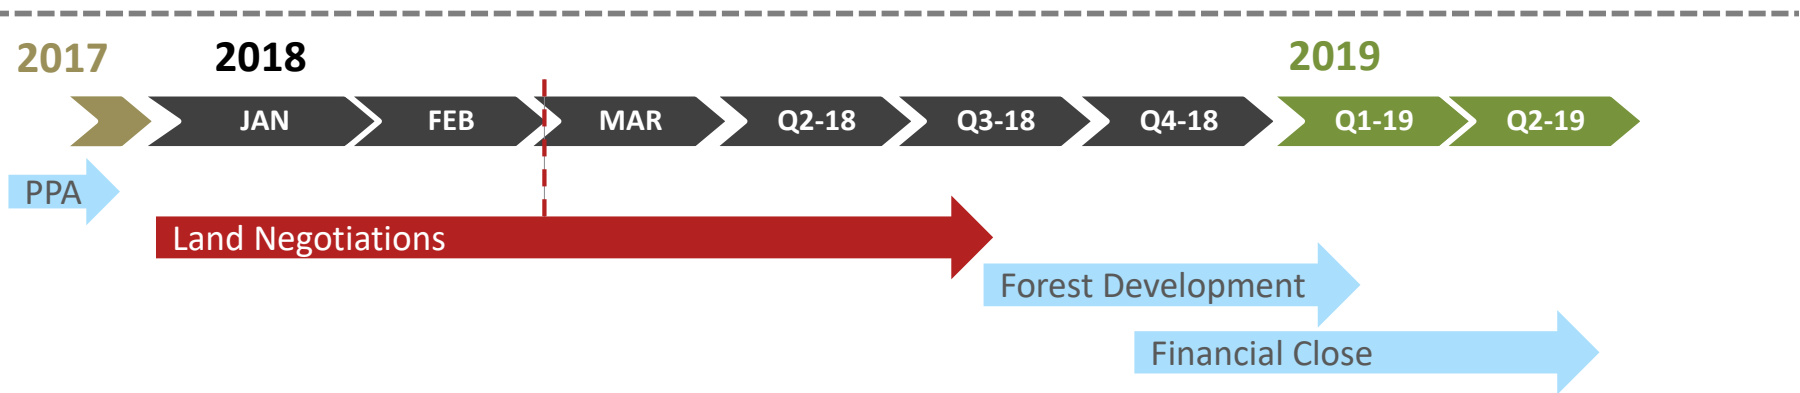 2017 2018 2019
JAN FEB MAR Q2-18 Q3-18 Q4-18 Q1-19 Q2-19
PPA
Land Negotiations
Forest Development
Financial Close